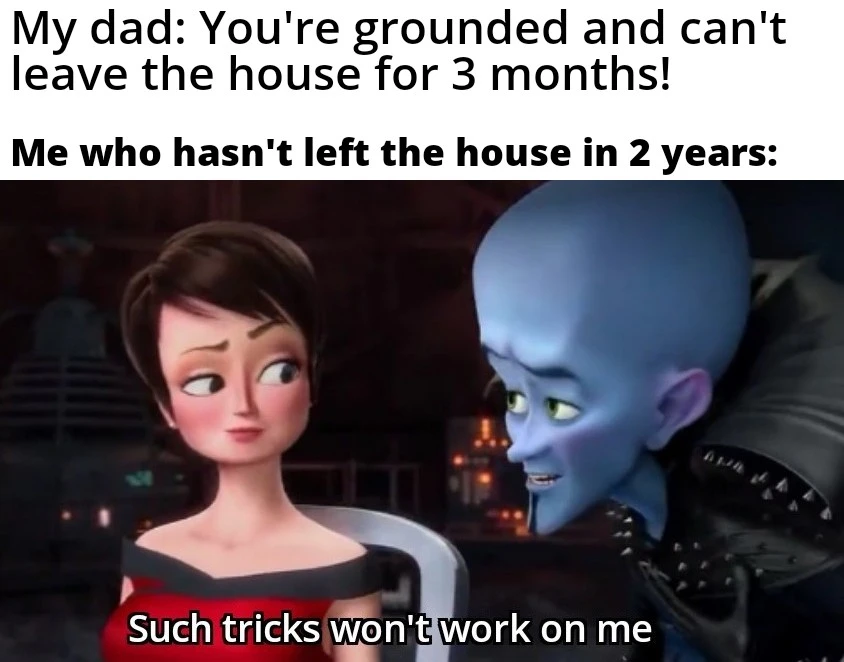 My dad: You're grounded and can't
leave the house for 3 months!
Me who hasn't left the house in 2 years:
Such tricks won't work on me